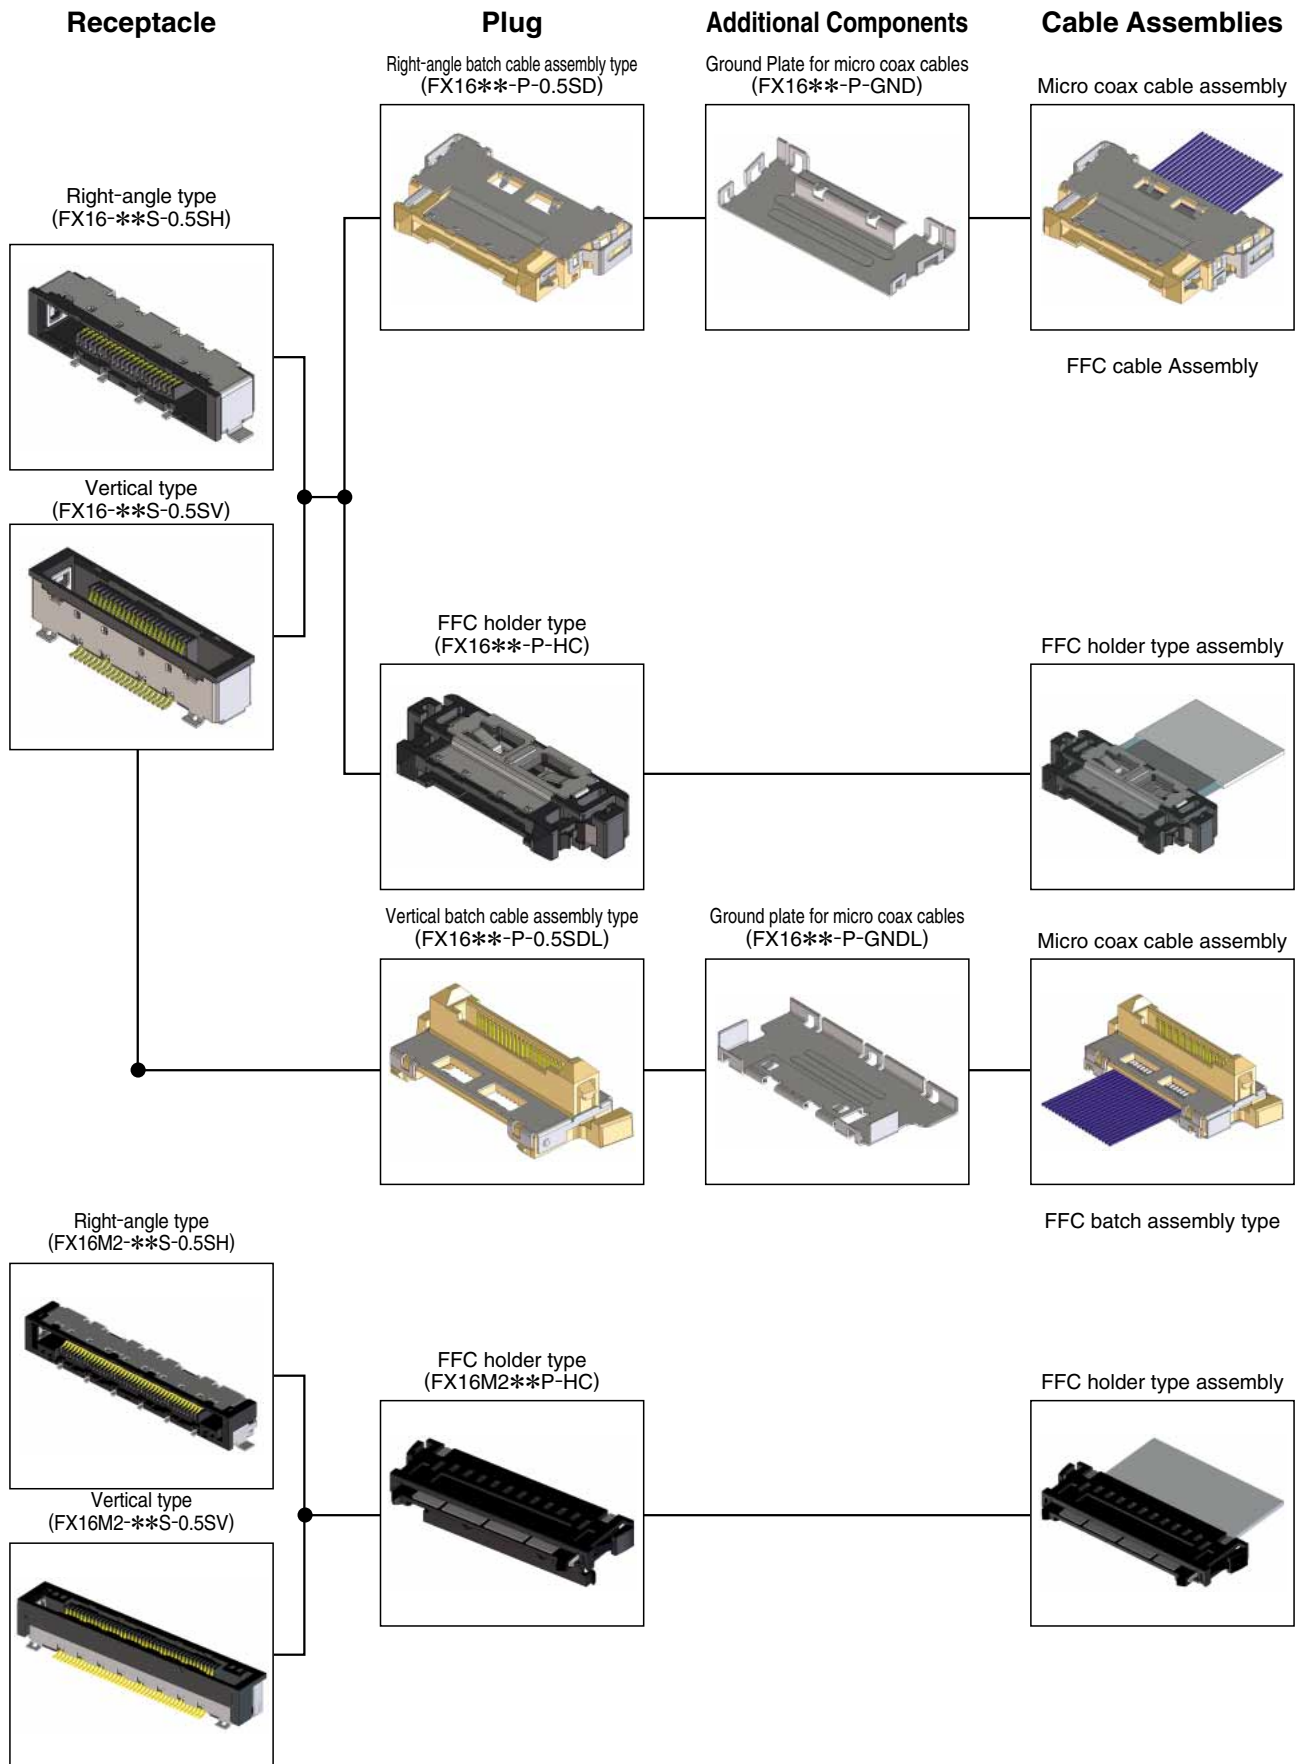 Receptacle
Plug
Additional Components
Cable Assemblies
Right-angle batch cable assembly type
(FX16**-P-0.5SD)
Ground Plate for micro coax cables
(FX16**-P-GND)
Micro coax cable assembly
Right-angle type
(FX16-**S-0.5SH)
FFC cable Assembly
Vertical type
(FX16-**S-0.5SV)
FFC holder type
(FX16**-P-HC)
FFC holder type assembly
Vertical batch cable assembly type
(FX16**-P-0.5SDL)
Ground plate for micro coax cables
(FX16**-P-GNDL)
Micro coax cable assembly
Right-angle type
(FX16M2-**S-0.5SH)
FFC batch assembly type
FFC holder type
(FX16M2**P-HC)
FFC holder type assembly
Vertical type
(FX16M2-**S-0.5SV)